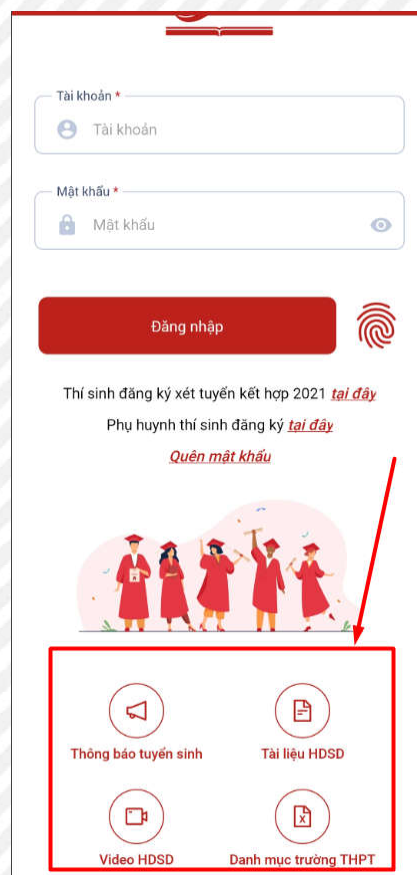 Tài khoản *
Tài khoản
Mật khẩu *
Mật khẩu
Đăng nhập
Thí sinh đăng ký xét tuyển kết hợp 2021 tại đây
Phụ huynh thí sinh đăng ký tại đây
Quên mật khẩu
Thông báo tuyển sinh
Tài liệu HDSD
Video HDSD
Danh mục trường THPT